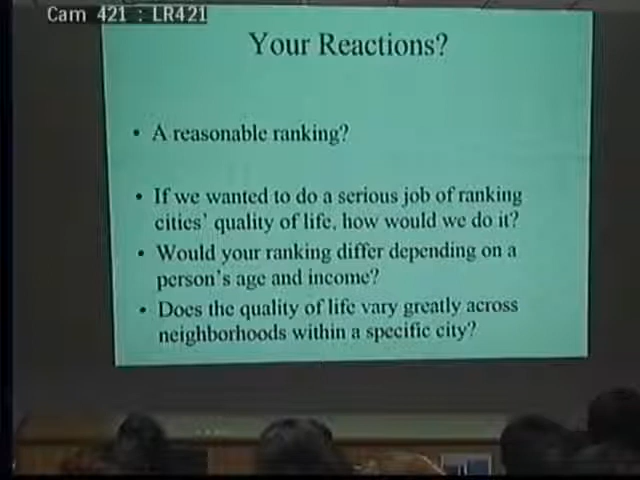 Cam 421 : LR421
Your Reactions?
• A reasonable ranking?
• If we wanted to do a serious job of ranking
cities' quality of life, how would we do it?
• Would your ranking differ depending on a
person's age and income?
• Does the quality of life vary greatly across
neighborhoods within a specific city?